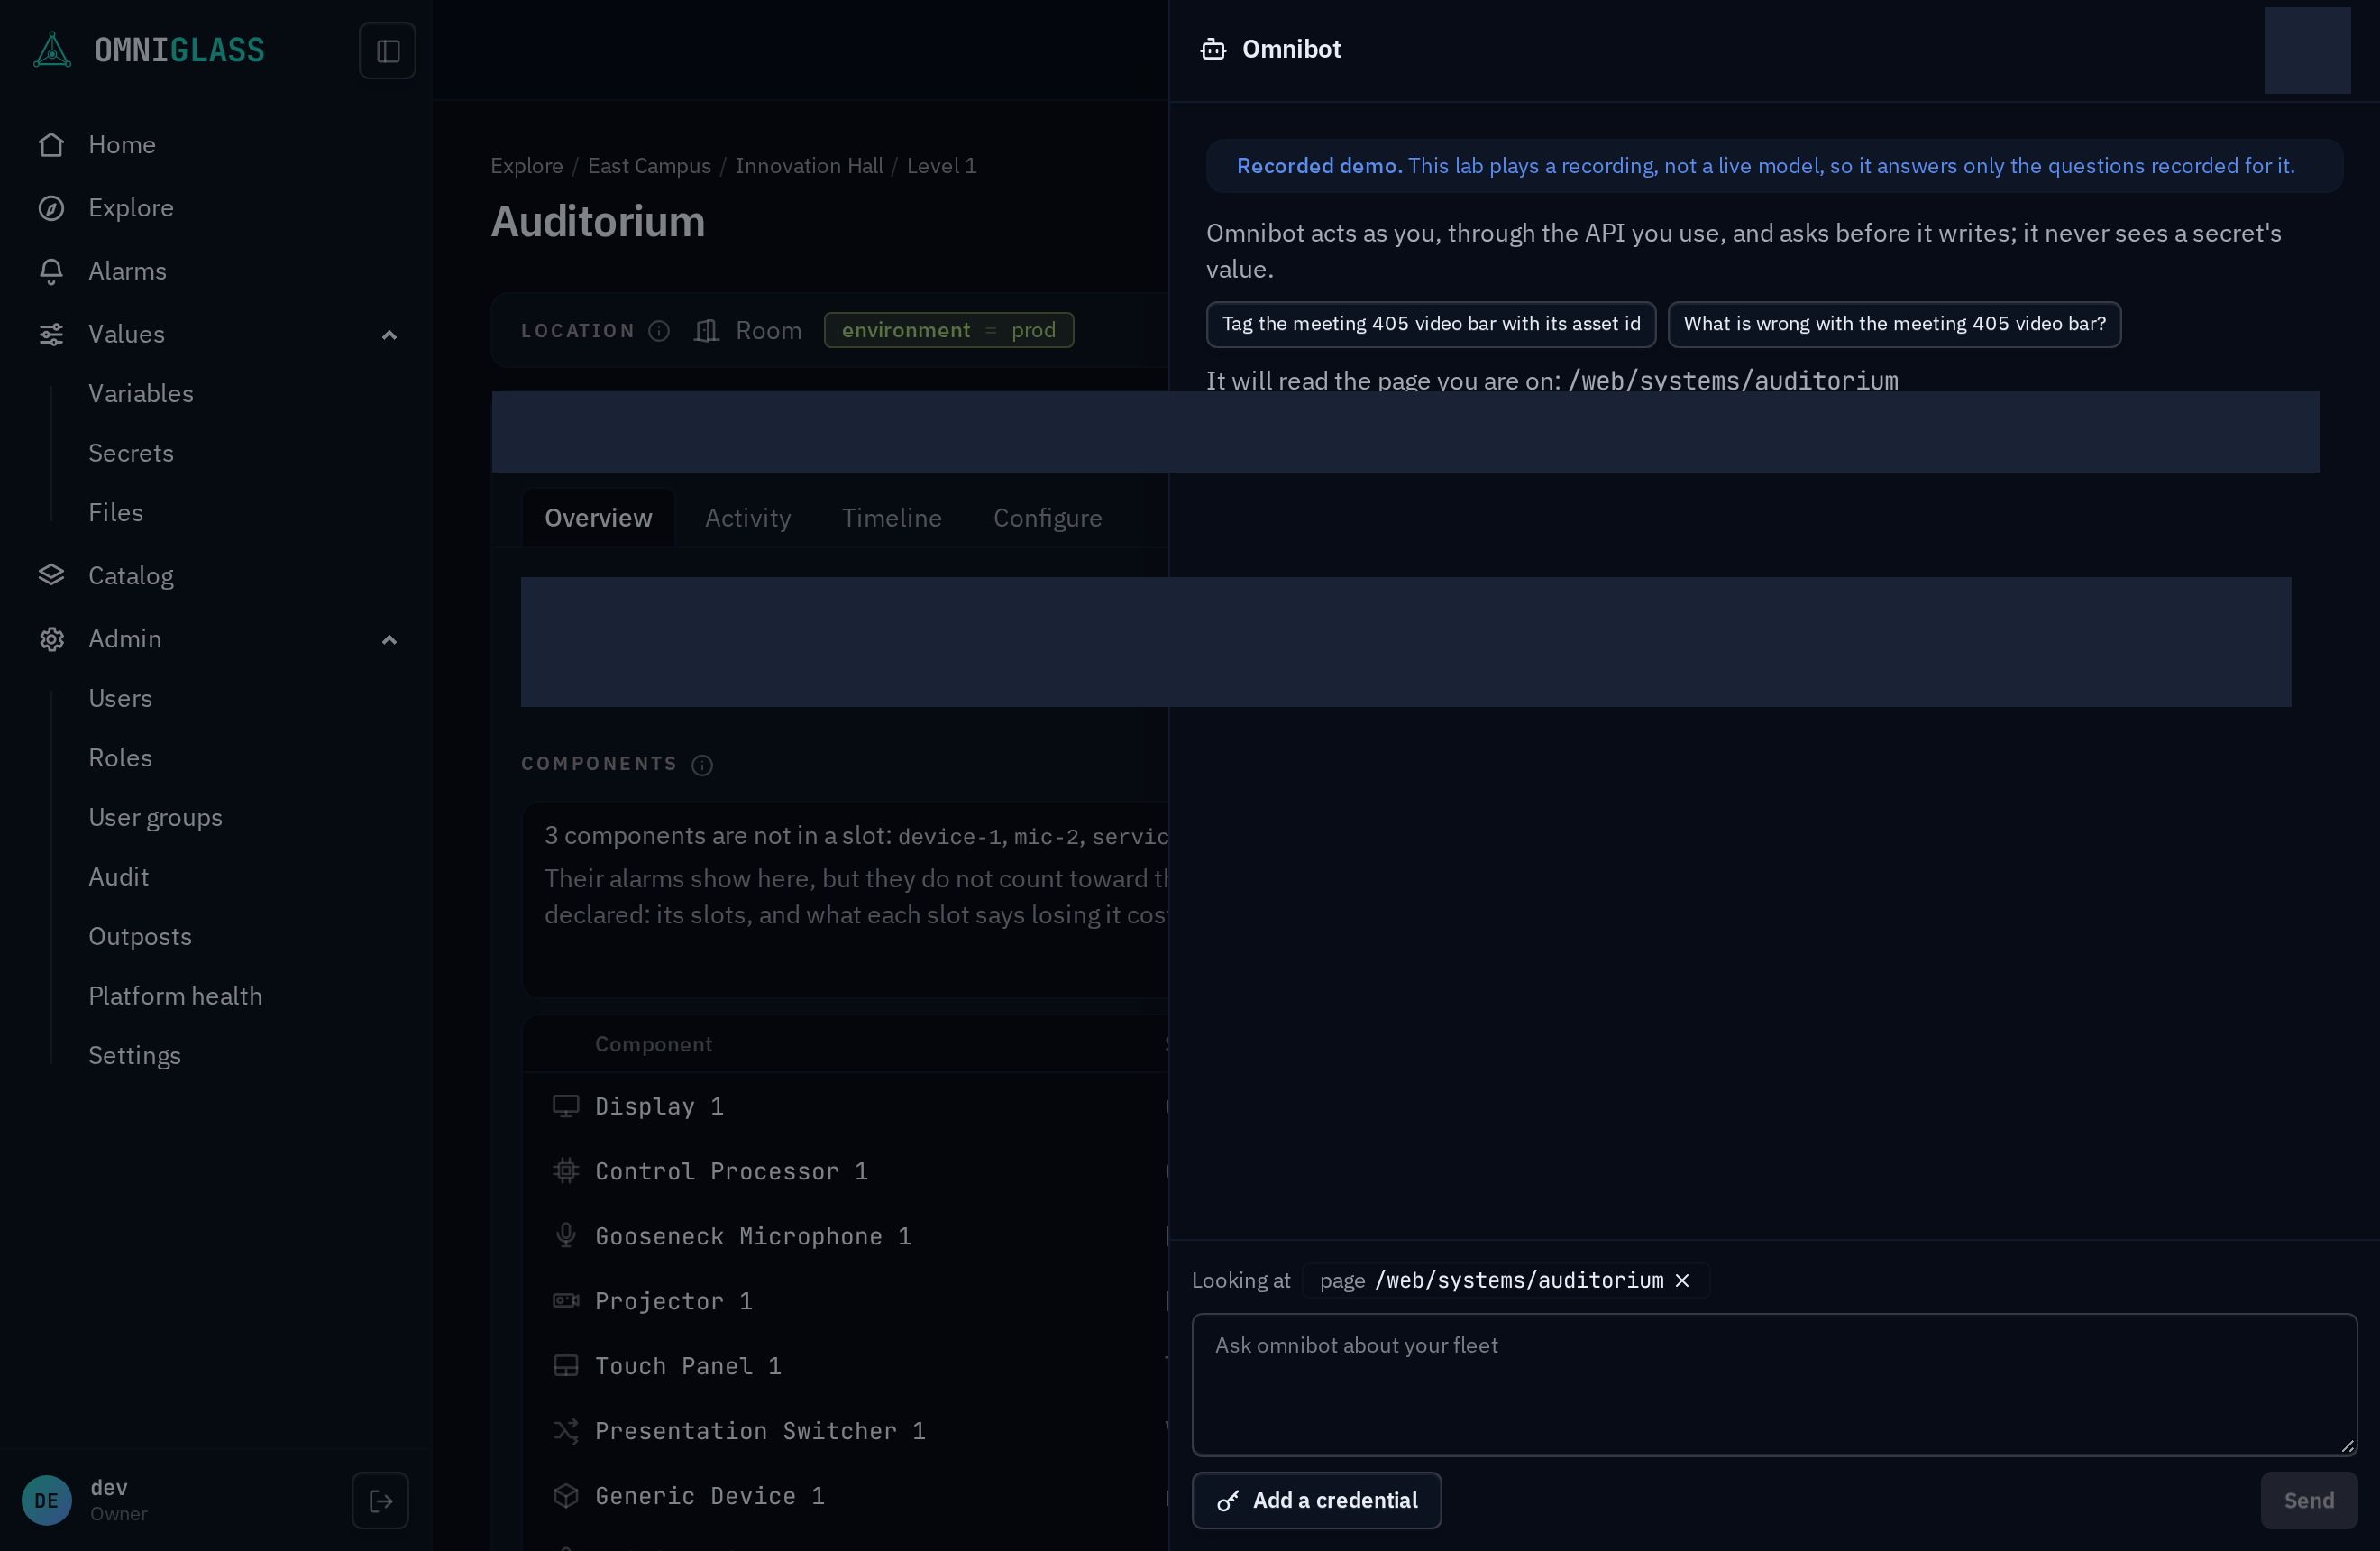 OMNIGLASS
Home
Explore
Alarms
Values
Variables
Secrets
Files
Catalog
Admin
Users
Roles
User groups
Audit
Outposts
Platform health
Settings
DE
dev
Owner
Explore / East Campus / Innovation Hall / Level 1
Auditorium
LOCATION Room environment = prod
Overview Activity Timeline Configure
COMPONENTS
3 components are not in a slot: device-1, mic-2, servic
Their alarms show here, but they do not count toward th
declared: its slots, and what each slot says losing it cos
Component
Display 1
Control Processor 1
Gooseneck Microphone 1
Projector 1
Touch Panel 1
Presentation Switcher 1
Generic Device 1
Omnibot
Recorded demo. This lab plays a recording, not a live model, so it answers only the questions recorded for it.
Omnibot acts as you, through the API you use, and asks before it writes; it never sees a secret's
value.
Tag the meeting 405 video bar with its asset id
What is wrong with the meeting 405 video bar?
It will read the page you are on: /web/systems/auditorium
Looking at page /web/systems/auditorium
Ask omnibot about your fleet
Add a credential
Send